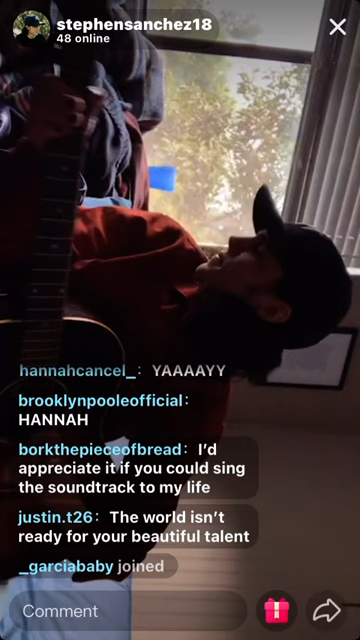 stephensanchez18
48 online
hannahcancel_: YAAAAYY
brooklynpooleofficial:
HANNAH
borkthepieceofbread: I'd
appreciate it if you could sing
the soundtrack to my life
justin.t26: The world isn't
ready for your beautiful talent
_garciababy joined
Comment